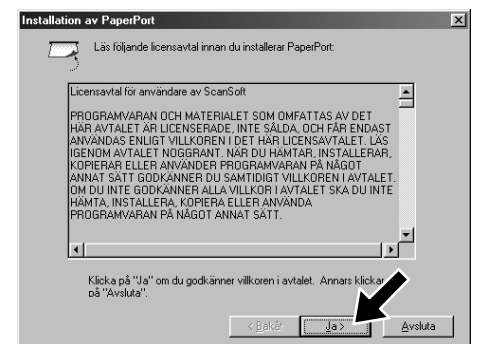 Installation av PaperPort
Läs följande licensavtal innan du installerar PaperPort:
Licensavtal för användare av ScanSoft
PROGRAMVARAN OCH MATERIALET SOM OMFATTAS AV DET
HÄR AVTALET ÄR LICENSERADE, INTE SÅLDA, OCH FÅR ENDAST
ANVÄNDAS ENLIGT VILLKOREN I DET HÄR LICENSAVTALET. LÄS
IGENOM AVTALET NOGGRANT. NÄR DU HÄMTAR, INSTALLERAR,
KOPIERAR ELLER ANVÄNDER PROGRAMVARAN PÅ NÅGOT
ANNAT SÄTT GODKÄNNER DU SAMTIDIGT VILLKOREN I AVTALET.
OM DU INTE GODKÄNNER ALLA VILLKOR I AVTALET SKA DU INTE
HÄMTA, INSTALLERA, KOPIERA ELLER ANVÄNDA
PROGRAMVARAN PÅ NÅGOT ANNAT SÄTT.
Klicka på "Ja" om du godkänner villkoren i avtalet. Annars klickar
på "Avsluta".
< Bakåt Ja > Avsluta